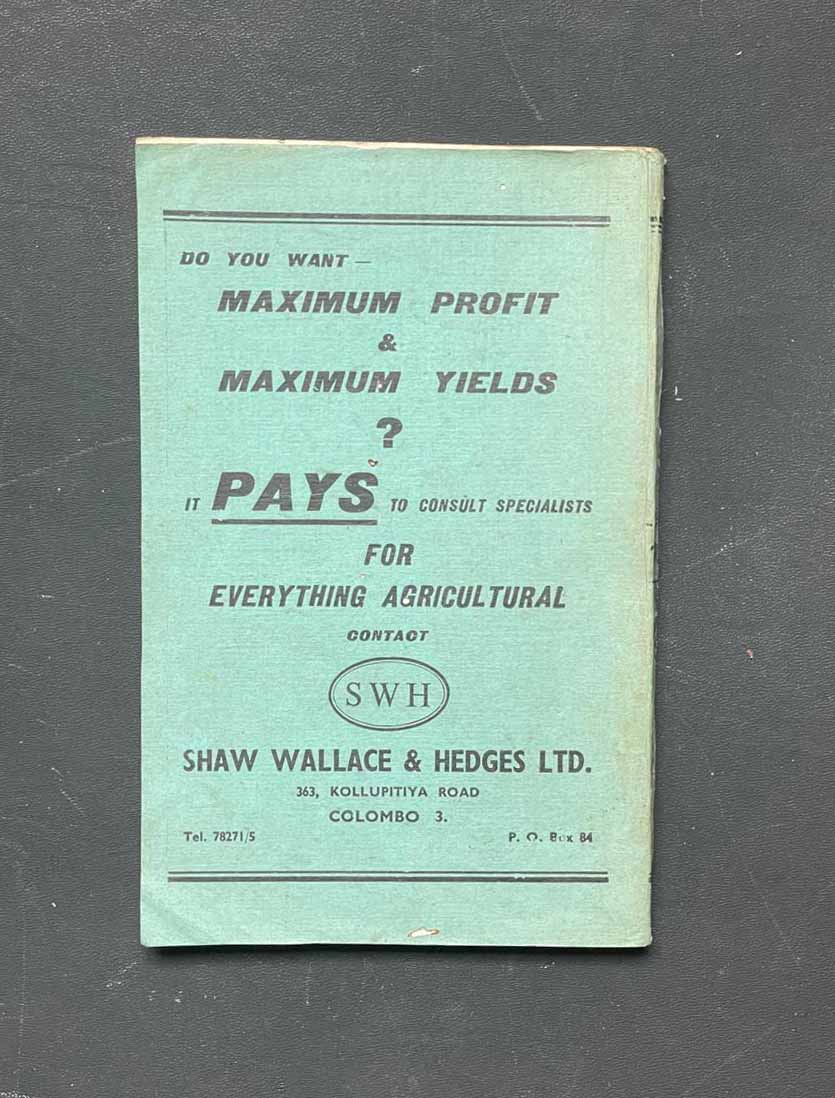 DO YOU WANT —
MAXIMUM PROFIT
&
MAXIMUM YIELDS
?
IT PAYS TO CONSULT SPECIALISTS
FOR
EVERYTHING AGRICULTURAL
CONTACT
SWH
SHAW WALLACE & HEDGES LTD.
363, KOLLUPITIYA ROAD
COLOMBO 3.
Tel. 78271/5 P. O. Box 84